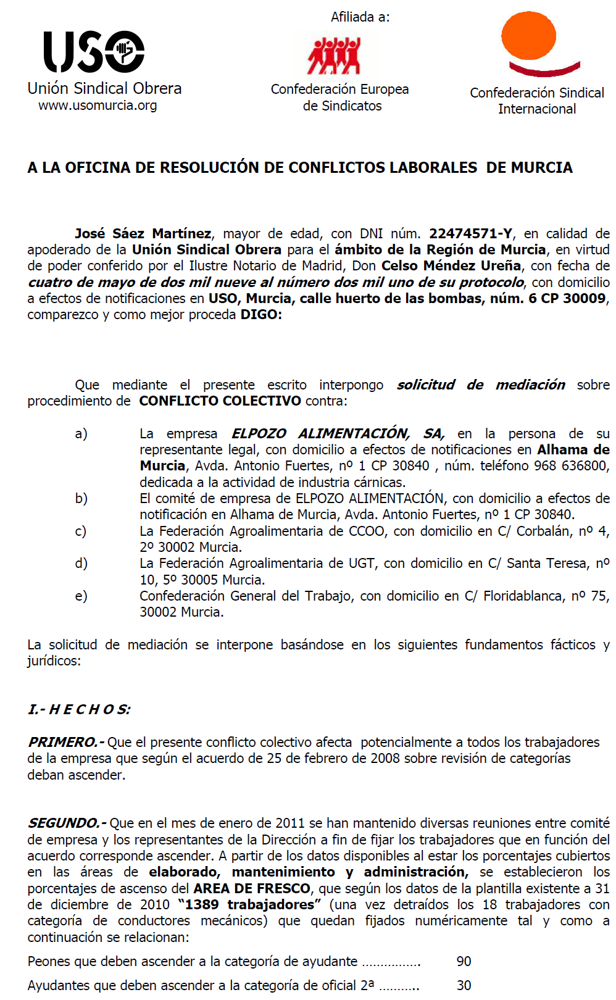 Afiliada a:
USO
Unión Sindical Obrera
www.usomurcia.org
Confederación Europea
de Sindicatos
Confederación Sindical
Internacional
A LA OFICINA DE RESOLUCIÓN DE CONFLICTOS LABORALES DE MURCIA
José Sáez Martínez, mayor de edad, con DNI núm. 22474571-Y, en calidad de
apoderado de la Unión Sindical Obrera para el ámbito de la Región de Murcia, en virtud
de poder conferido por el Ilustre Notario de Madrid, Don Celso Méndez Ureña, con fecha de
cuatro de mayo de dos mil nueve al número dos mil uno de su protocolo, con domicilio
a efectos de notificaciones en USO, Murcia, calle huerto de las bombas, núm. 6 CP 30009,
comparezco y como mejor proceda DIGO:
Que mediante el presente escrito interpongo solicitud de mediación sobre
procedimiento de CONFLICTO COLECTIVO contra:
a) La empresa ELPOZO ALIMENTACIÓN, SA, en la persona de su
representante legal, con domicilio a efectos de notificaciones en Alhama de
Murcia, Avda. Antonio Fuertes, nº 1 CP 30840 , núm. teléfono 968 636800,
dedicada a la actividad de industria cárnicas.
b) El comité de empresa de ELPOZO ALIMENTACIÓN, con domicilio a efectos de
notificación en Alhama de Murcia, Avda. Antonio Fuertes, nº 1 CP 30840.
c) La Federación Agroalimentaria de CCOO, con domicilio en C/ Corbalán, nº 4,
2º 30002 Murcia.
d) La Federación Agroalimentaria de UGT, con domicilio en C/ Santa Teresa, nº
10, 5º 30005 Murcia.
e) Confederación General del Trabajo, con domicilio en C/ Floridablanca, nº 75,
30002 Murcia.
La solicitud de mediación se interpone basándose en los siguientes fundamentos fácticos y
jurídicos:
I.- H E C H O S:
PRIMERO.- Que el presente conflicto colectivo afecta potencialmente a todos los trabajadores
de la empresa que según el acuerdo de 25 de febrero de 2008 sobre revisión de categorías
deban ascender.
SEGUNDO.- Que en el mes de enero de 2011 se han mantenido diversas reuniones entre comité
de empresa y los representantes de la Dirección a fin de fijar los trabajadores que en función del
acuerdo corresponde ascender. A partir de los datos disponibles al estar los porcentajes cubiertos
en las áreas de elaborado, mantenimiento y administración, se establecieron los
porcentajes de ascenso del AREA DE FRESCO, que según los datos de la plantilla existente a 31
de diciembre de 2010 “1389 trabajadores” (una vez detraídos los 18 trabajadores con
categoría de conductores mecánicos) que quedan fijados numéricamente tal y como a
continuación se relacionan:
Peones que deben ascender a la categoría de ayudante ……………. 90
Ayudantes que deben ascender a la categoría de oficial 2ª ……….. 30